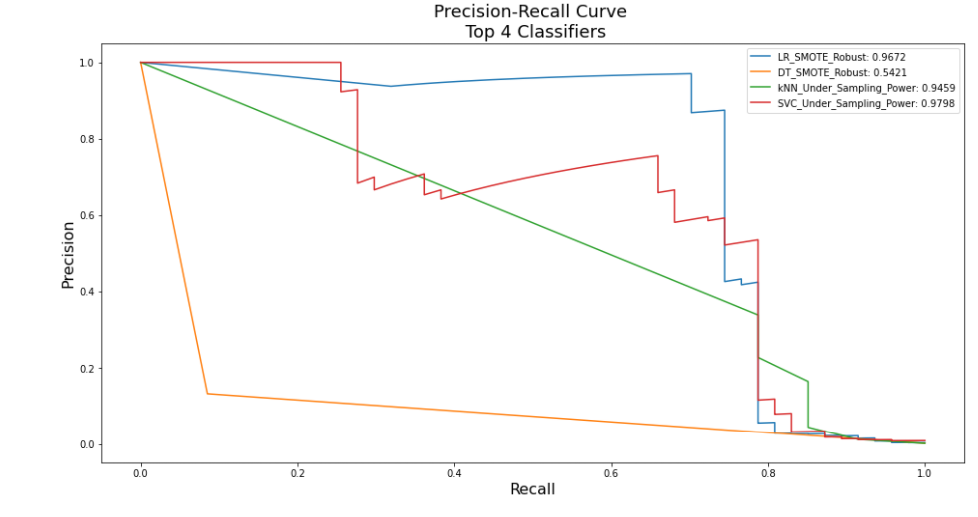 Precision-Recall Curve
Top 4 Classifiers
LR_SMOTE_Robust: 0.9672
DT_SMOTE_Robust: 0.5421
kNN_Under_Sampling_Power: 0.9459
SVC_Under_Sampling_Power: 0.9798
Precision
1.0
0.8
0.6
0.4
0.2
0.0
0.0 0.2 0.4 0.6 0.8 1.0
Recall